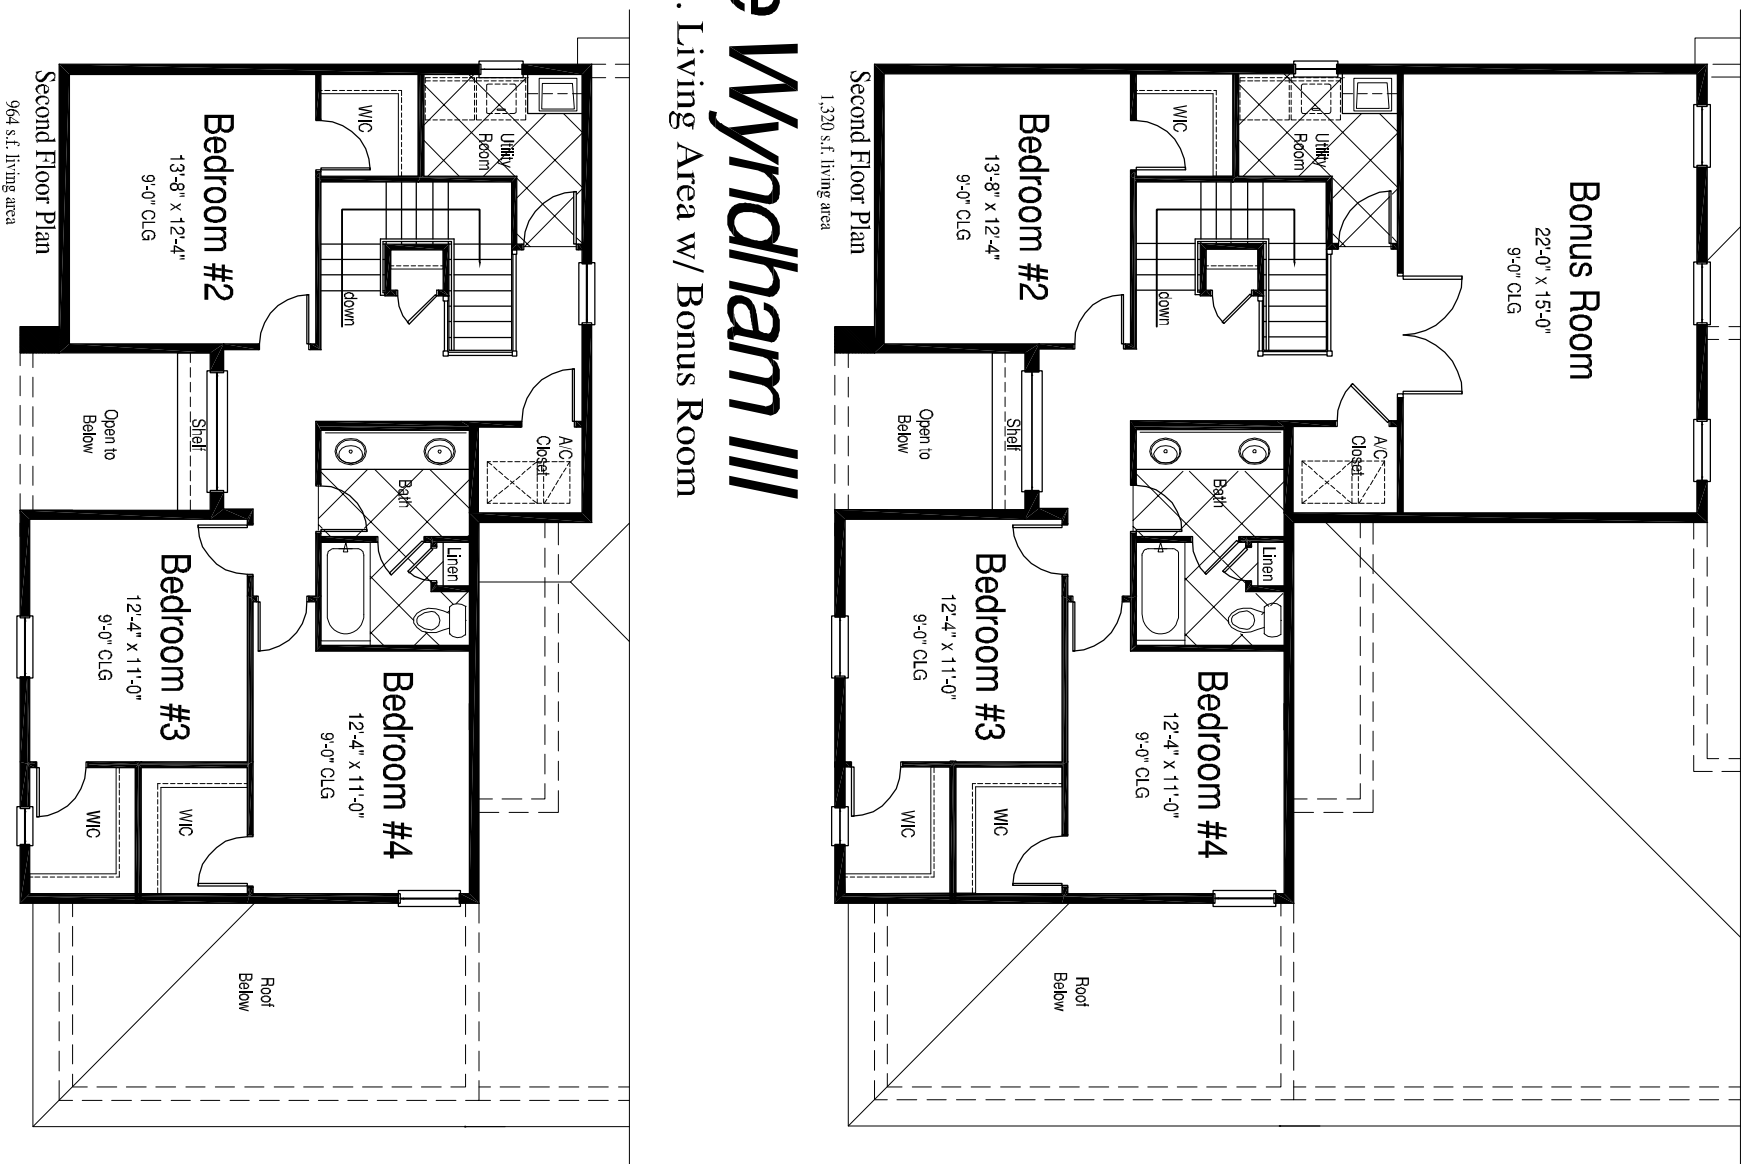 Wyndham III
. Living Area w/ Bonus Room
Bonus Room
22'-0" x 15'-0"
9'-0" CLG
Utility
Room
WIC
Bedroom #2
13'-8" x 12'-4"
9'-0" CLG
down
A/C
Closet
Bath
Linen
Shelf
Open to
Below
Bedroom #3
12'-4" x 11'-0"
9'-0" CLG
Bedroom #4
12'-4" x 11'-0"
9'-0" CLG
WIC
WIC
Roof
Below
Second Floor Plan
1,320 s.f. living area
Utility
Room
WIC
Bedroom #2
13'-8" x 12'-4"
9'-0" CLG
down
A/C
Closet
Bath
Linen
Shelf
Open to
Below
Bedroom #3
12'-4" x 11'-0"
9'-0" CLG
Bedroom #4
12'-4" x 11'-0"
9'-0" CLG
WIC
WIC
Roof
Below
Second Floor Plan
964 s.f. living area